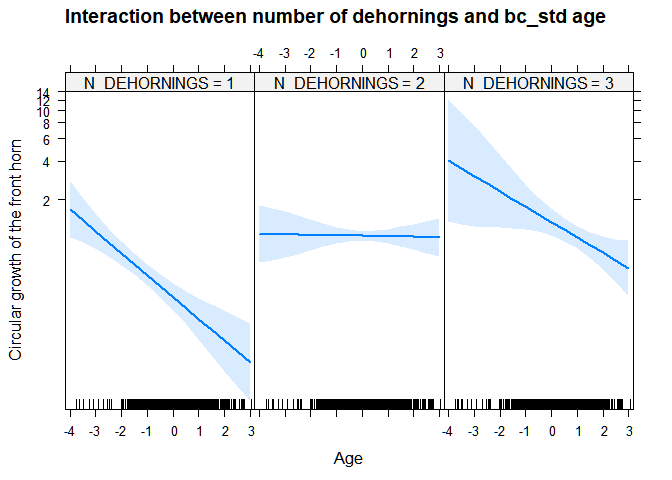 Interaction between number of dehornings and bc_std age
-4 -3 -2 -1 0 1 2 3
N_DEHORNINGS = 1 N_DEHORNINGS = 2 N_DEHORNINGS = 3
14
12
10
8
6
4
2
Circular growth of the front horn
-4 -3 -2 -1 0 1 2 3 -4 -3 -2 -1 0 1 2 3
Age